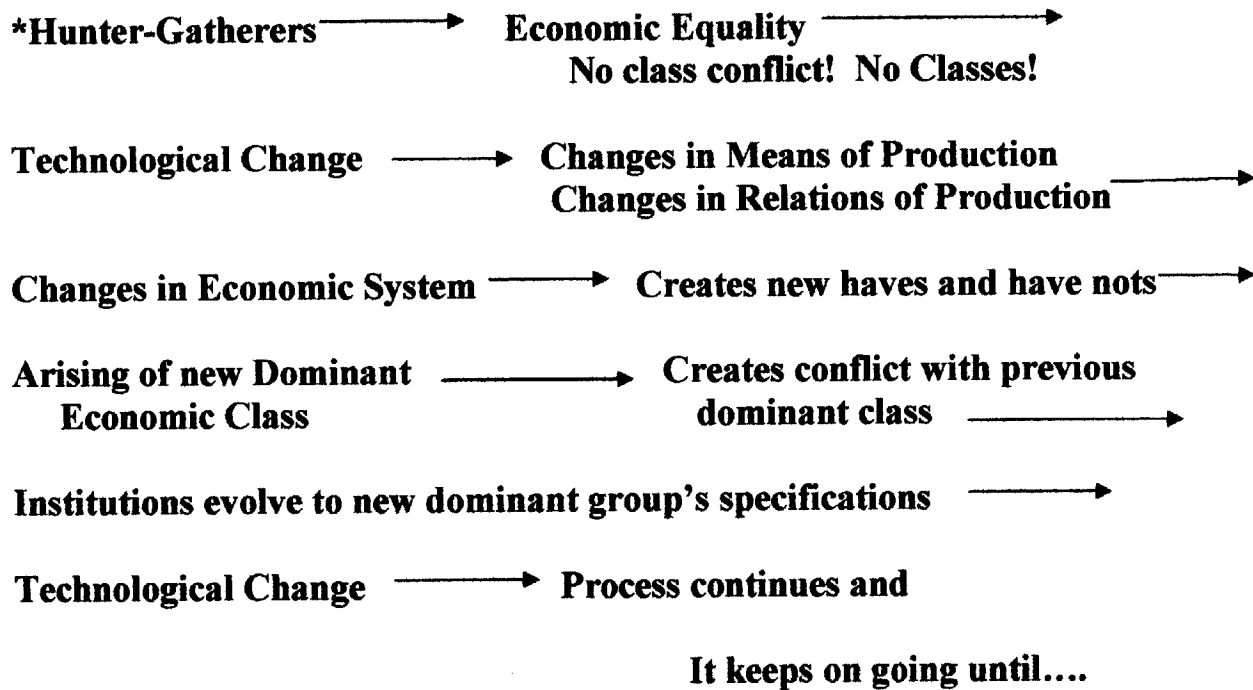 *Hunter-Gatherers Economic Equality
No class conflict! No Classes!
Technological Change Changes in Means of Production
Changes in Relations of Production
Changes in Economic System Creates new haves and have nots
Arising of new Dominant Creates conflict with previous
Economic Class dominant class
Institutions evolve to new dominant group’s specifications
Technological Change Process continues and
It keeps on going until….